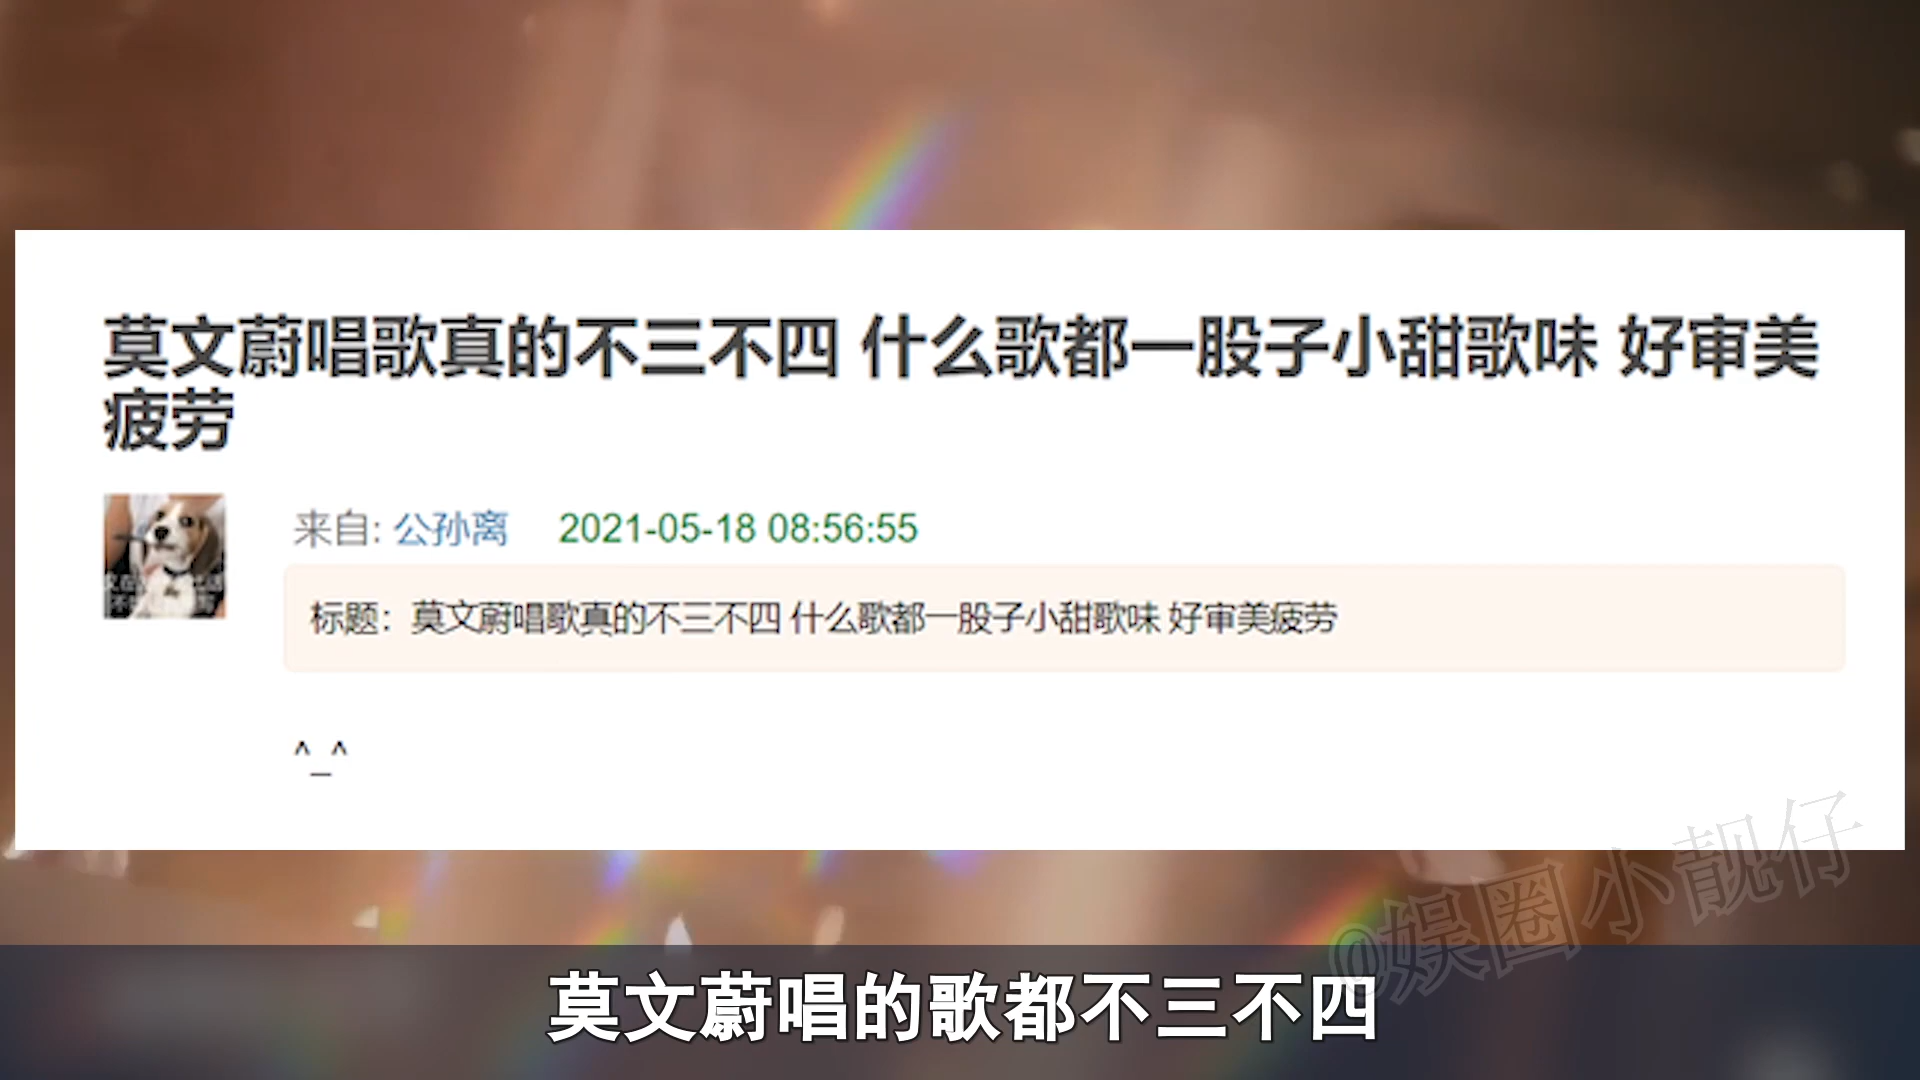 莫文蔚唱歌真的不三不四 什么歌都一股子小甜歌味 好审美
疲劳
来自: 公孙离 2021-05-18 08:56:55
标题：莫文蔚唱歌真的不三不四 什么歌都一股子小甜歌味 好审美疲劳
^_^
@娱圈小靓仔
莫文蔚唱的歌都不三不四